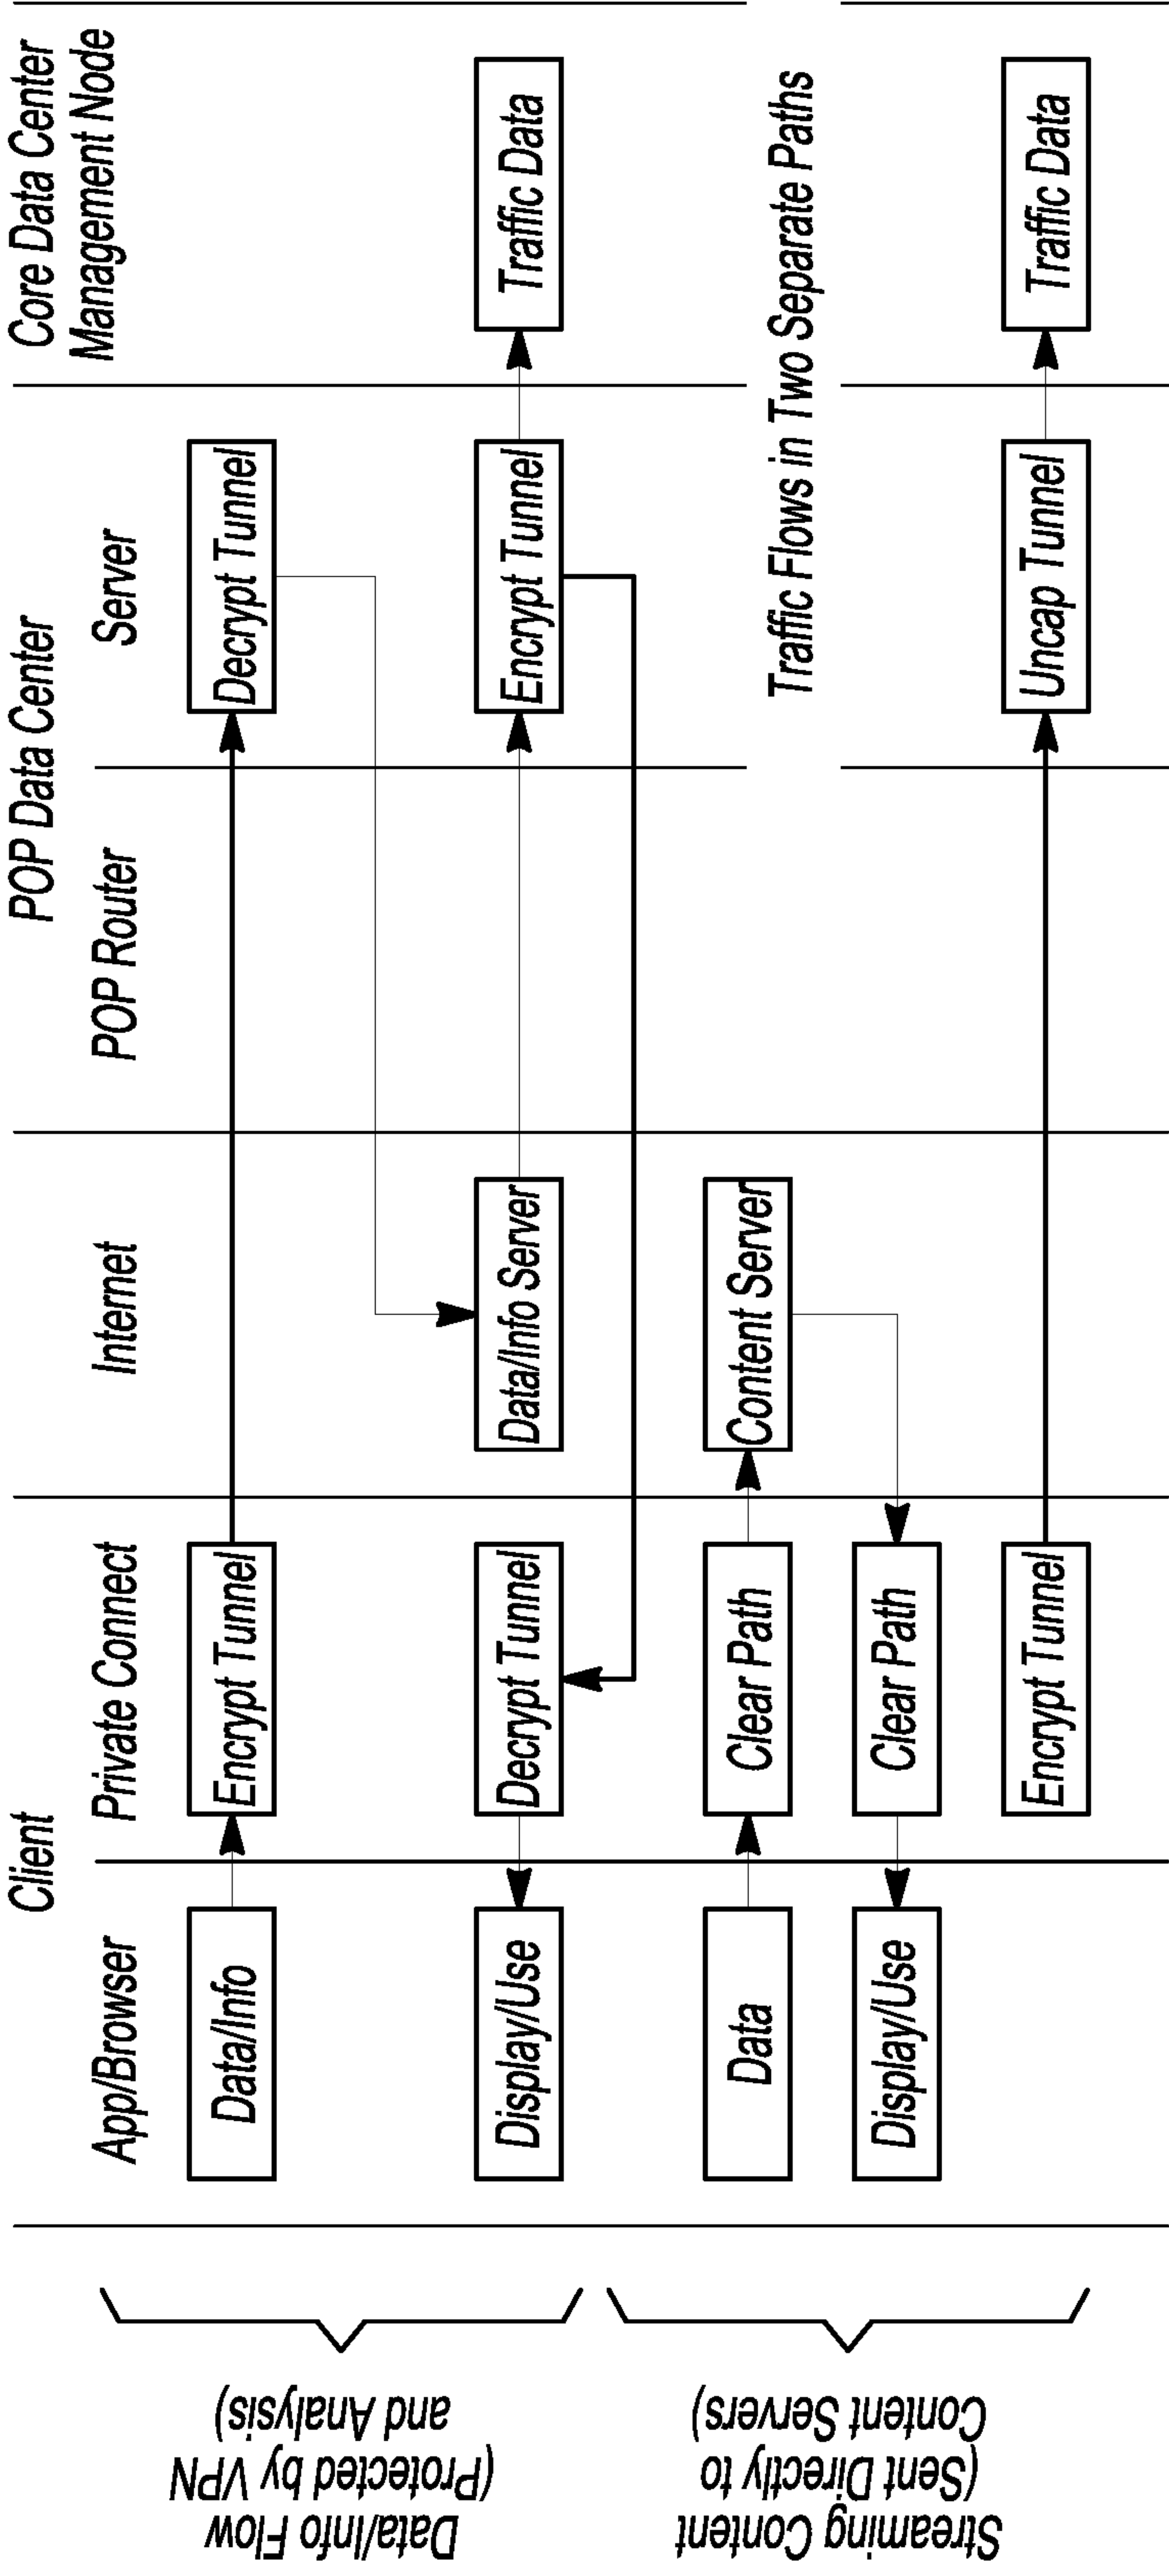 Client
POP Data Center
Core Data Center
Management Node
App/Browser
Private Connect
Internet
POP Router
Server
Data/Info Flow
(Protected by VPN
and Analysis)
Data/Info
Encrypt Tunnel
Decrypt Tunnel
Display/Use
Decrypt Tunnel
Data/Info Server
Encrypt Tunnel
Traffic Data
Streaming Content
(Sent Directly to
Content Servers)
Data
Clear Path
Content Server
Traffic Flows in Two Separate Paths
Display/Use
Clear Path
Encrypt Tunnel
Uncap Tunnel
Traffic Data